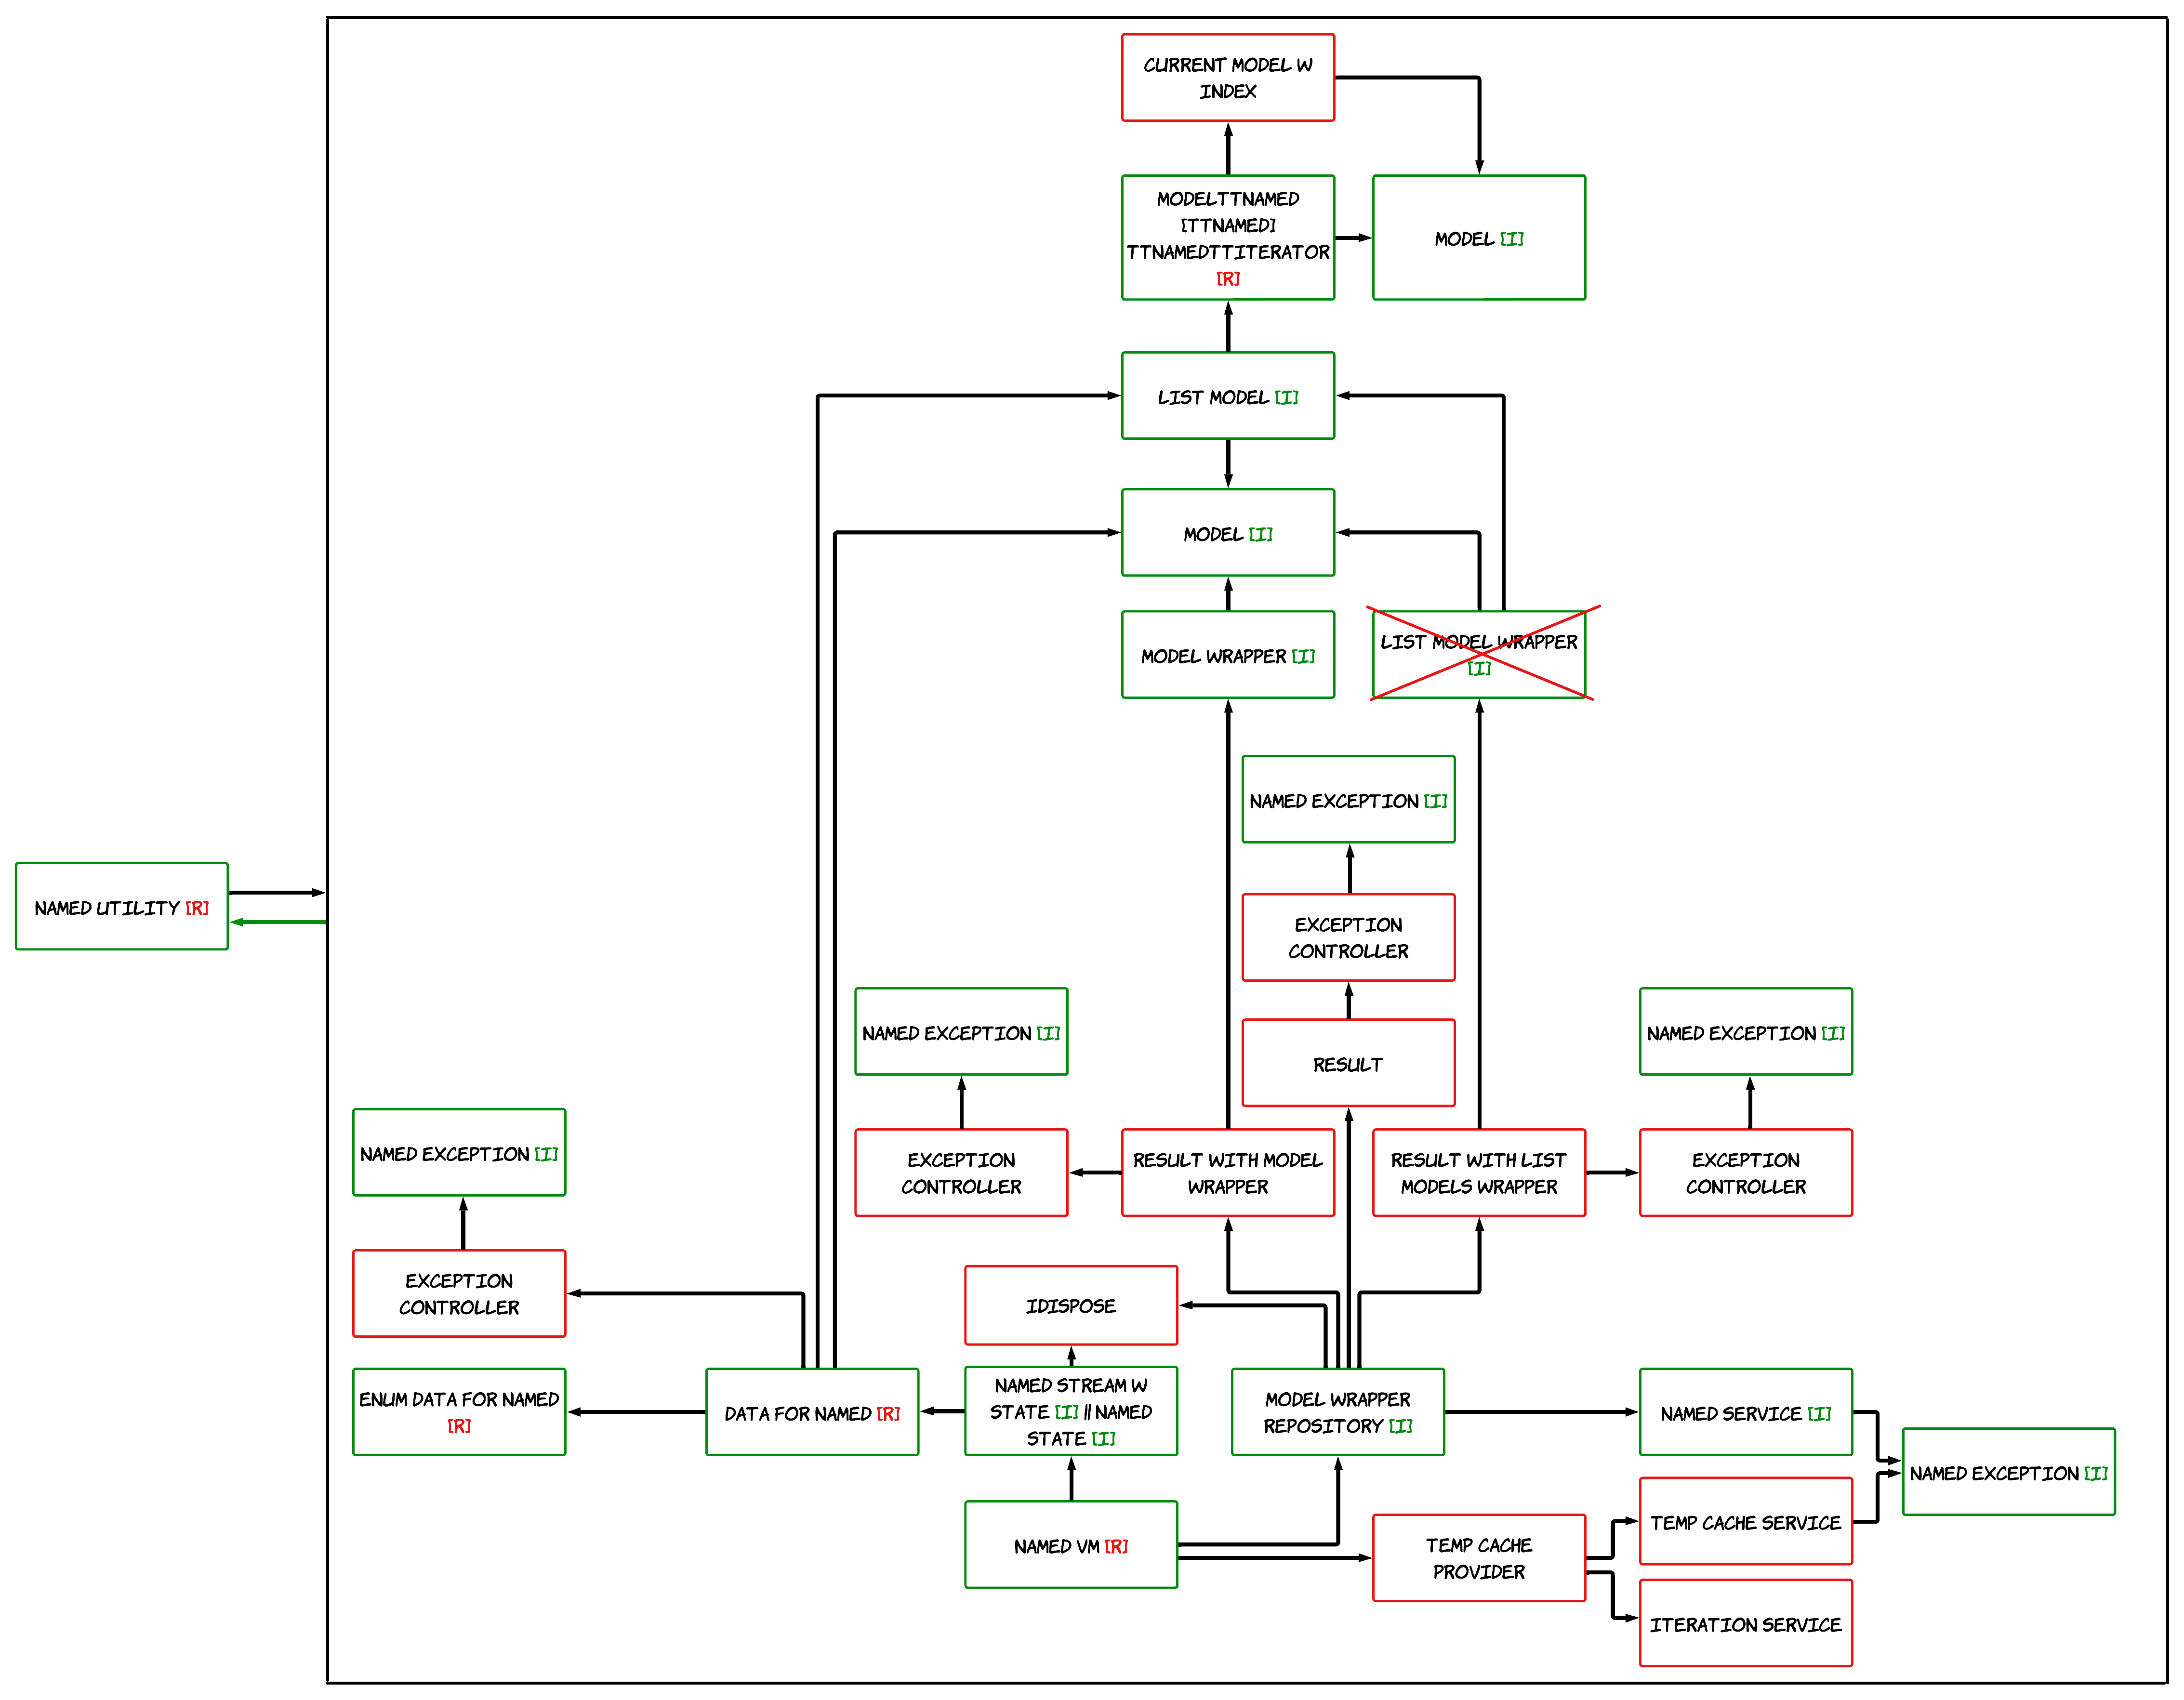 CURRENT MODEL W
INDEX
MODELTTNAMED
[TTNAMED]
TTNAMEDTTITERATOR
[R]
MODEL [I]
LIST MODEL [I]
MODEL [I]
MODEL WRAPPER [I]
LIST MODEL WRAPPER
[I]
NAMED EXCEPTION [I]
NAMED UTILITY [R]
EXCEPTION
CONTROLLER
NAMED EXCEPTION [I]
RESULT
NAMED EXCEPTION [I]
NAMED EXCEPTION [I]
EXCEPTION
CONTROLLER
RESULT WITH MODEL
WRAPPER
RESULT WITH LIST
MODELS WRAPPER
EXCEPTION
CONTROLLER
EXCEPTION
CONTROLLER
IDISPOSE
ENUM DATA FOR NAMED
[R]
DATA FOR NAMED [R]
NAMED STREAM W
STATE [I] || NAMED
STATE [I]
MODEL WRAPPER
REPOSITORY [I]
NAMED SERVICE [I]
NAMED EXCEPTION [I]
NAMED VM [R]
TEMP CACHE
PROVIDER
TEMP CACHE SERVICE
ITERATION SERVICE